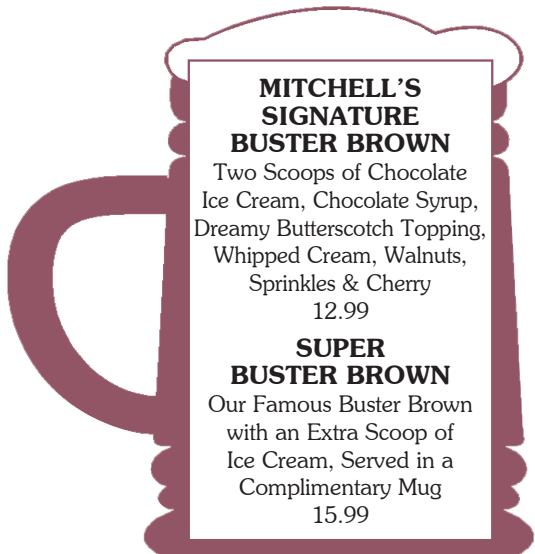 MITCHELL'S
SIGNATURE
BUSTER BROWN
Two Scoops of Chocolate
Ice Cream, Chocolate Syrup,
Dreamy Butterscotch Topping,
Whipped Cream, Walnuts,
Sprinkles & Cherry
12.99
SUPER
BUSTER BROWN
Our Famous Buster Brown
with an Extra Scoop of
Ice Cream, Served in a
Complimentary Mug
15.99